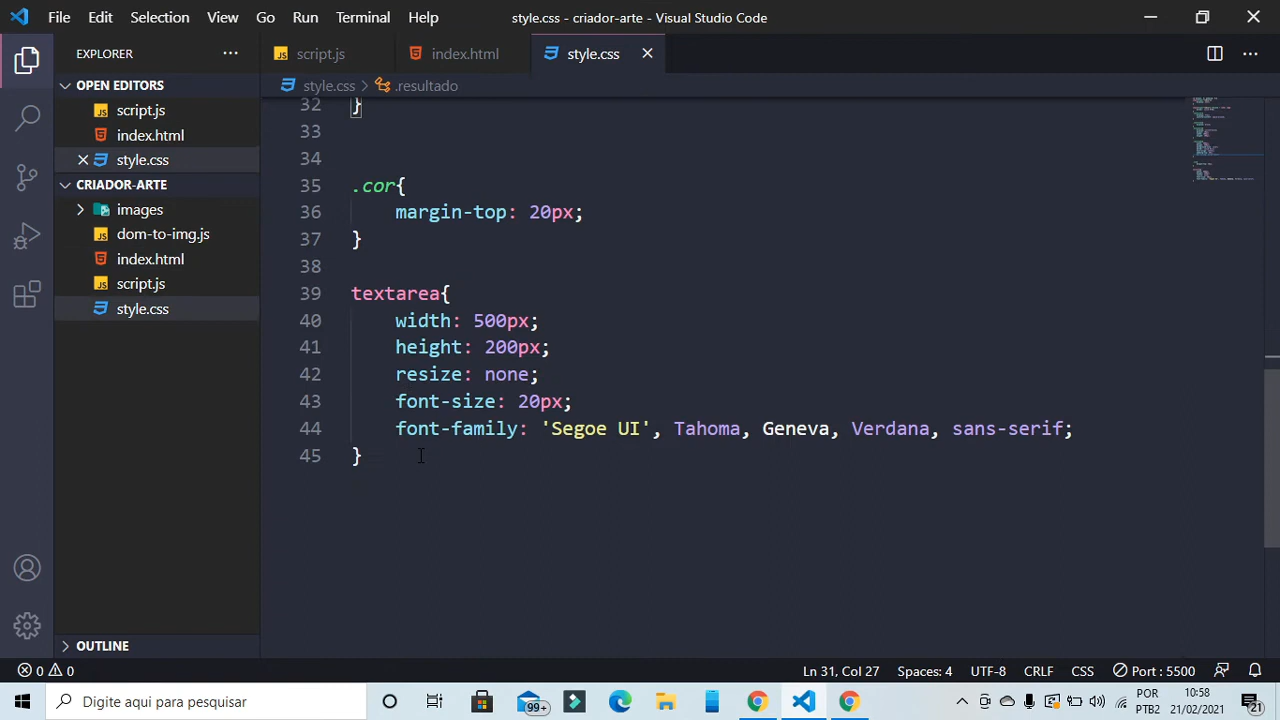 File Edit Selection View Go Run Terminal Help
style.css - criador-arte - Visual Studio Code
EXPLORER
script.js
index.html
style.css
OPEN EDITORS
script.js
index.html
style.css
CRIADOR-ARTE
images
dom-to-img.js
index.html
script.js
style.css
OUTLINE
style.css > .resultado
32 }
33
34
35 .cor{
36 margin-top: 20px;
37 }
38
39 textarea{
40 width: 500px;
41 height: 200px;
42 resize: none;
43 font-size: 20px;
44 font-family: 'Segoe UI', Tahoma, Geneva, Verdana, sans-serif;
45 }
0 0
Ln 31, Col 27 Spaces: 4 UTF-8 CRLF CSS Port : 5500
Digite aqui para pesquisar
99+
POR
PTB2
10:58
21/02/2021
21